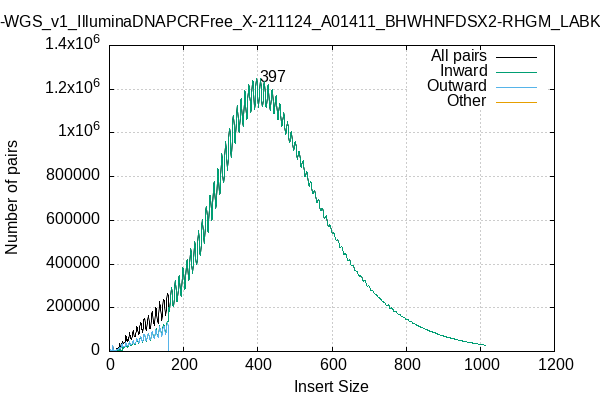 -WGS_v1_IlluminaDNAPCRFree_X-211124_A01411_BHWHNFDSX2-RHGM_LABK
1.4x10⁶
1.2x10⁶
1x10⁶
800000
600000
400000
200000
0
Number of pairs
397
All pairs
Inward
Outward
Other
0 200 400 600 800 1000 1200
Insert Size